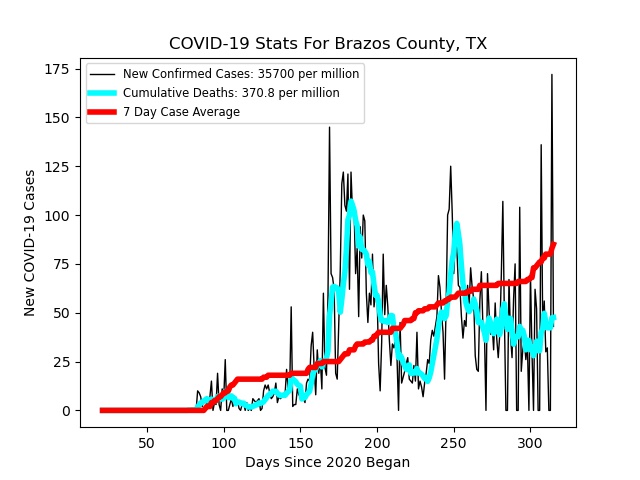 COVID-19 Stats For Brazos County, TX
New Confirmed Cases: 35700 per million
Cumulative Deaths: 370.8 per million
7 Day Case Average
New COVID-19 Cases
175
150
125
100
75
50
25
0
50 100 150 200 250 300
Days Since 2020 Began